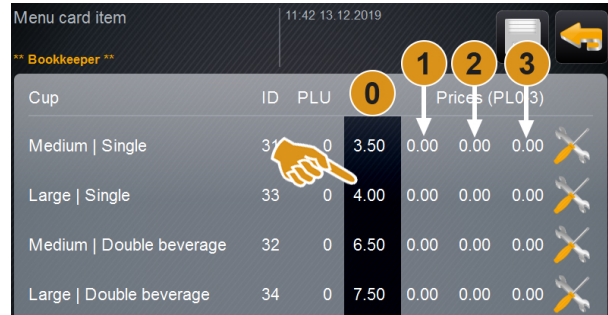 Menu card item
11:42 13.12.2019
** Bookkeeper **
1 2 3
Cup ID PLU 0 Prices (PL0-3)
Medium | Single 31 0 3.50 0.00 0.00 0.00
Large | Single 33 0 4.00 0.00 0.00 0.00
Medium | Double beverage 32 0 6.50 0.00 0.00 0.00
Large | Double beverage 34 0 7.50 0.00 0.00 0.00